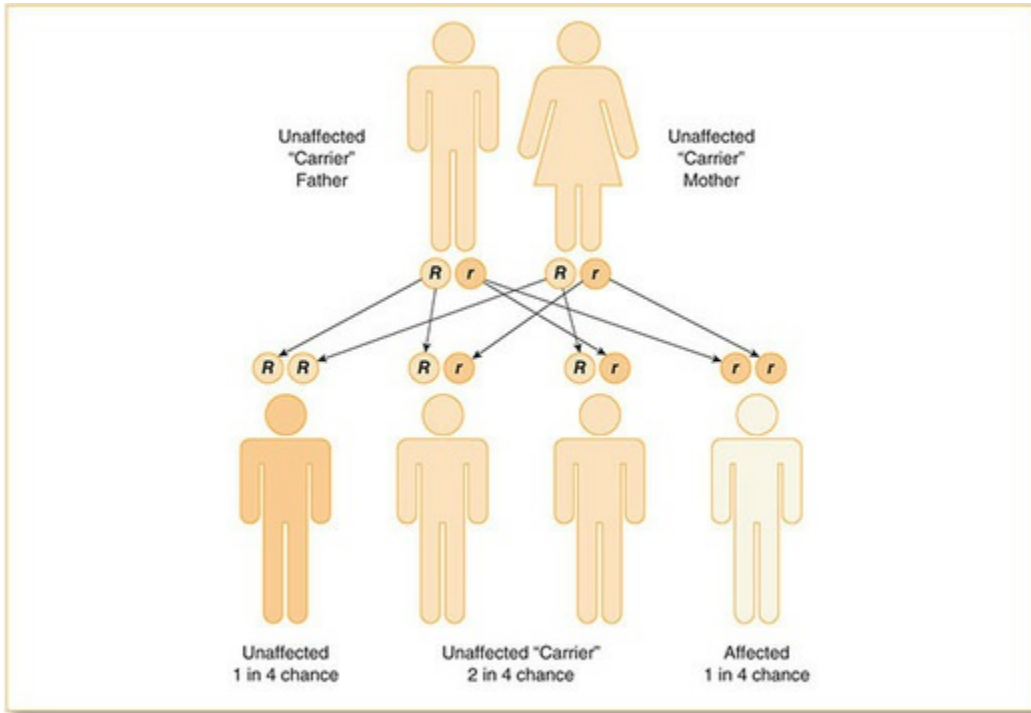 Unaffected
"Carrier"
Father
Unaffected
"Carrier"
Mother
R r R r
R R R r R r r r
Unaffected
1 in 4 chance
Unaffected "Carrier"
2 in 4 chance
Affected
1 in 4 chance